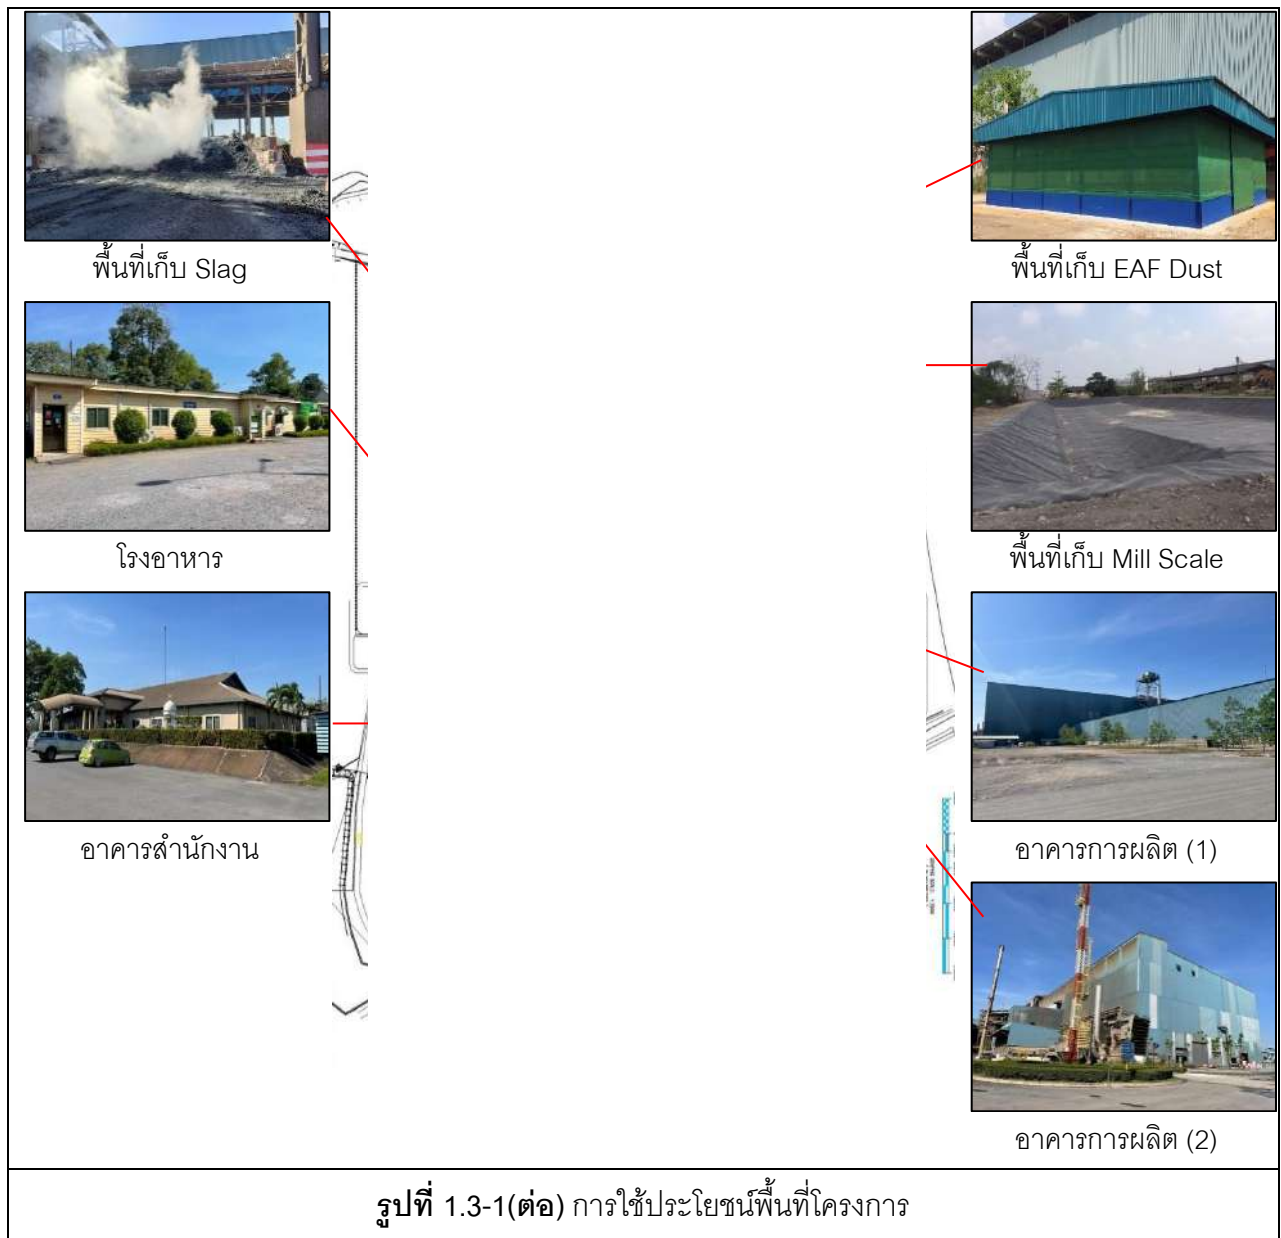 พื้นที่เก็บ Slag
พื้นที่เก็บ EAF Dust
โรงอาหาร
พื้นที่เก็บ Mill Scale
อาคารสำนักงาน
อาคารการผลิต (1)
อาคารการผลิต (2)
รูปที่ 1.3-1(ต่อ) การใช้ประโยชน์พื้นที่โครงการ